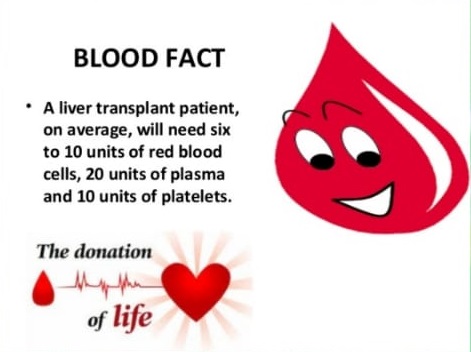 BLOOD FACT
• A liver transplant patient,
on average, will need six
to 10 units of red blood
cells, 20 units of plasma
and 10 units of platelets.
The donation
of life